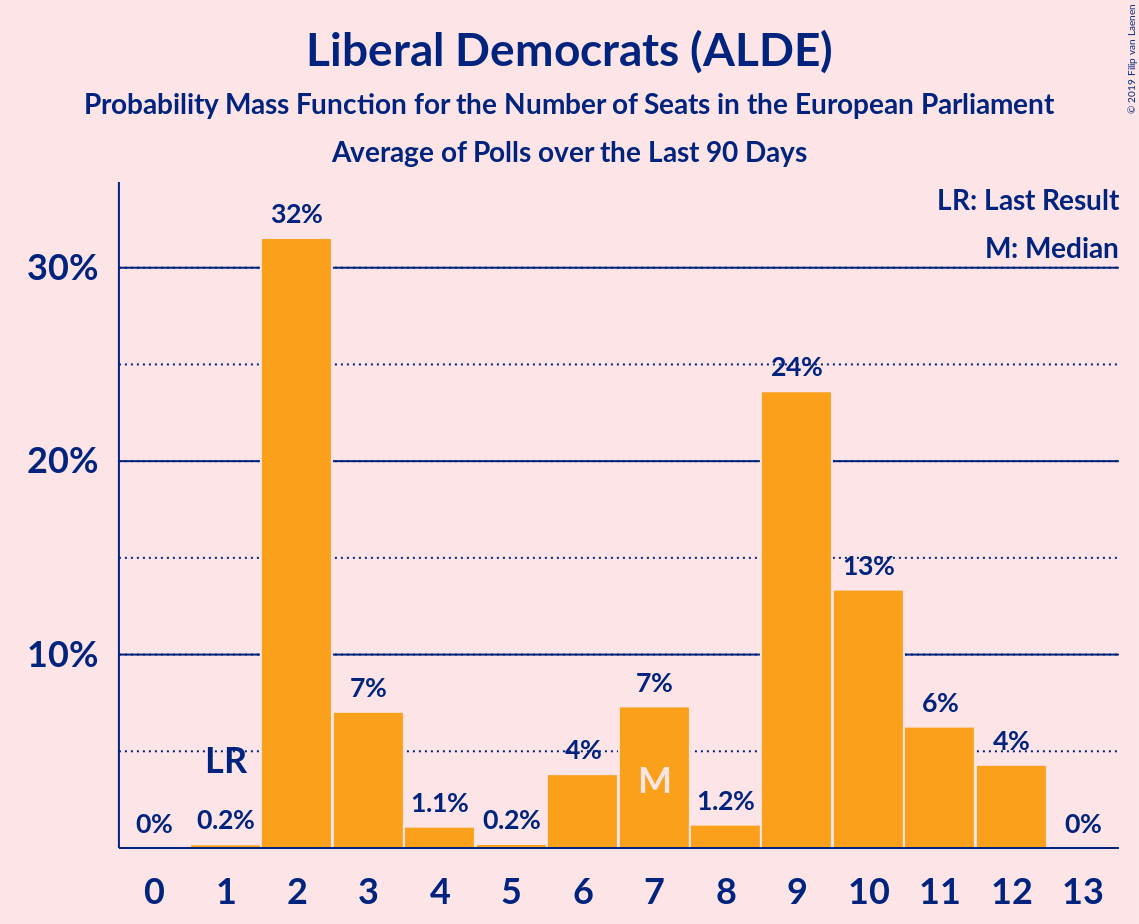 Liberal Democrats (ALDE)
Probability Mass Function for the Number of Seats in the European Parliament
Average of Polls over the Last 90 Days
© 2019 Filip van Laenen
LR: Last Result
M: Median
30%
20%
10%
0%
LR
0.2%
32%
7%
1.1%
0.2%
4%
7%
M
1.2%
24%
13%
6%
4%
0%
0 1 2 3 4 5 6 7 8 9 10 11 12 13